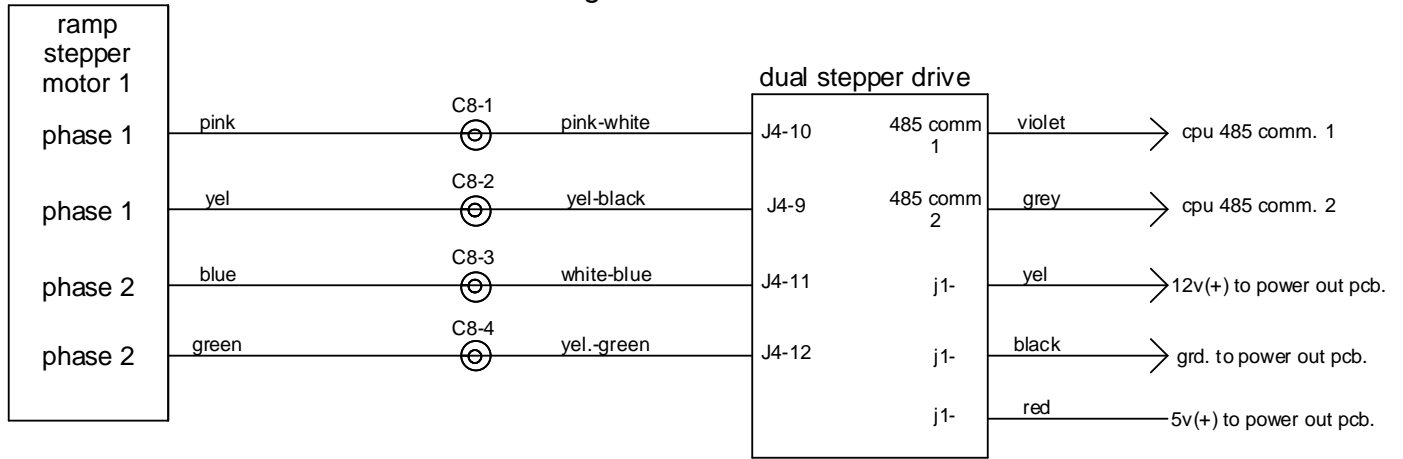 ramp
stepper
motor 1
dual stepper drive
phase 1 pink C8-1 pink-white J4-10 485 comm 1 violet cpu 485 comm. 1
phase 1 yel C8-2 yel-black J4-9 485 comm 2 grey cpu 485 comm. 2
phase 2 blue C8-3 white-blue J4-11 j1- yel 12v(+) to power out pcb.
phase 2 green C8-4 yel.-green J4-12 j1- black grd. to power out pcb.
j1- red 5v(+) to power out pcb.